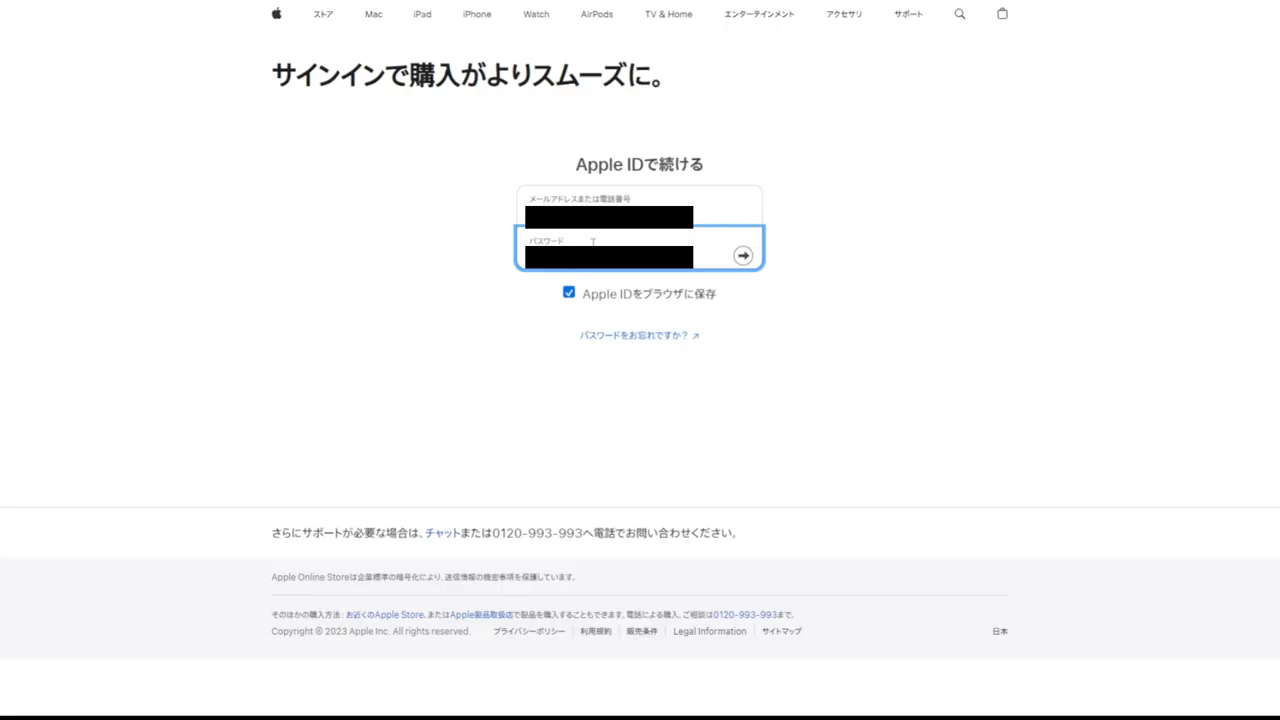 ストア Mac iPad iPhone Watch AirPods TV & Home エンターテインメント アクセサリ サポート
サインインで購入がよりスムーズに。
Apple IDで続ける
メールアドレスまたは電話番号
パスワード
Apple IDをブラウザに保存
パスワードをお忘れですか? ↗
さらにサポートが必要な場合は、チャットまたは0120-993-993へ電話でお問い合わせください。
Apple Online Storeは企業標準の暗号化により、送信情報の機密事項を保護しています。
そのほかの購入方法:お近くのApple Store、またはApple製品取扱店で製品を購入することもできます。電話による購入、ご相談は0120-993-993まで。
Copyright © 2023 Apple Inc. All rights reserved. プライバシーポリシー 利用規約 販売条件 Legal Information サイトマップ 日本